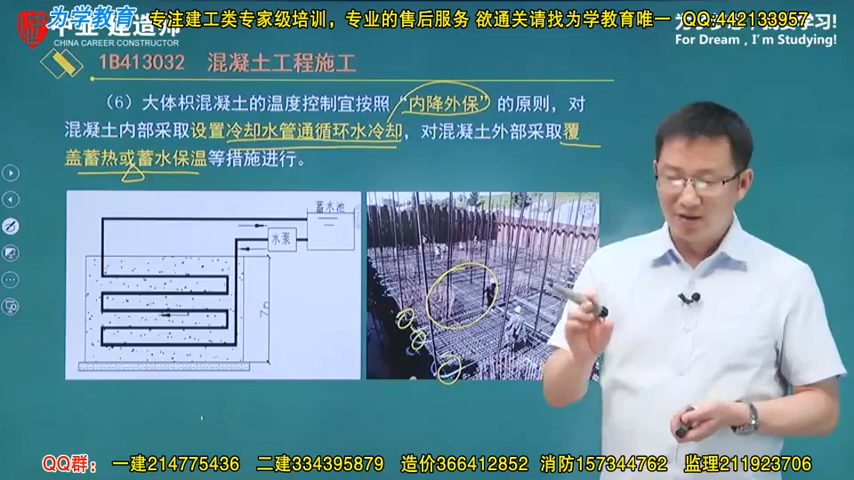 为学教育 专注建工类专家级培训，专业的售后服务 欲通关请找为学教育唯一 QQ:442133957
中业 建造师
CHINA CAREER CONSTRUCTOR
For Dream, I'm Studying!
1B413032 混凝土工程施工
（6）大体积混凝土的温度控制宜按照“内降外保”的原则，对
混凝土内部采取设置冷却水管通循环水冷却，对混凝土外部采取覆
盖蓄热或蓄水保温等措施进行。
蓄水池
水泵
7m
QQ群： 一建214775436 二建334395879 造价366412852 消防157344762 监理211923706